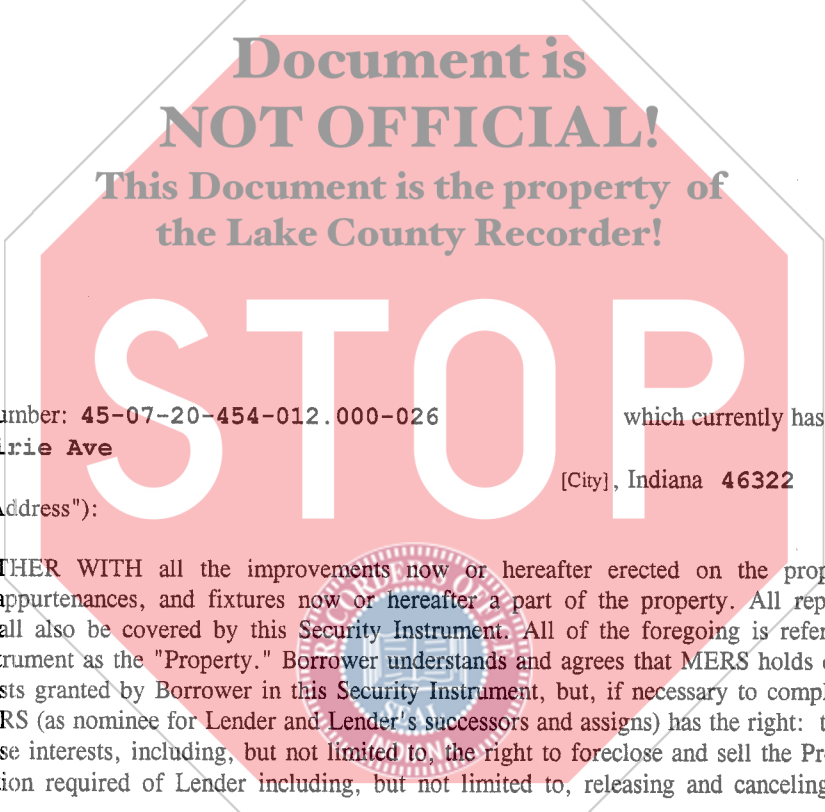 Document is
NOT OFFICIAL!
This Document is the property of
the Lake County Recorder!
STOP
umber: 45-07-20-454-012.000-026 which currently has
irie Ave
[City], Indiana 46322
Address"):
THER WITH all the improvements now or hereafter erected on the prop
appurtenances, and fixtures now or hereafter a part of the property. All rep
all also be covered by this Security Instrument. All of the foregoing is refer
trument as the "Property." Borrower understands and agrees that MERS holds
sts granted by Borrower in this Security Instrument, but, if necessary to compl
RS (as nominee for Lender and Lender's successors and assigns) has the right: t
se interests, including, but not limited to, the right to foreclose and sell the Pr
tion required of Lender including, but not limited to, releasing and canceling
RECORDER'S OFFICE
SEAL
INDIANA